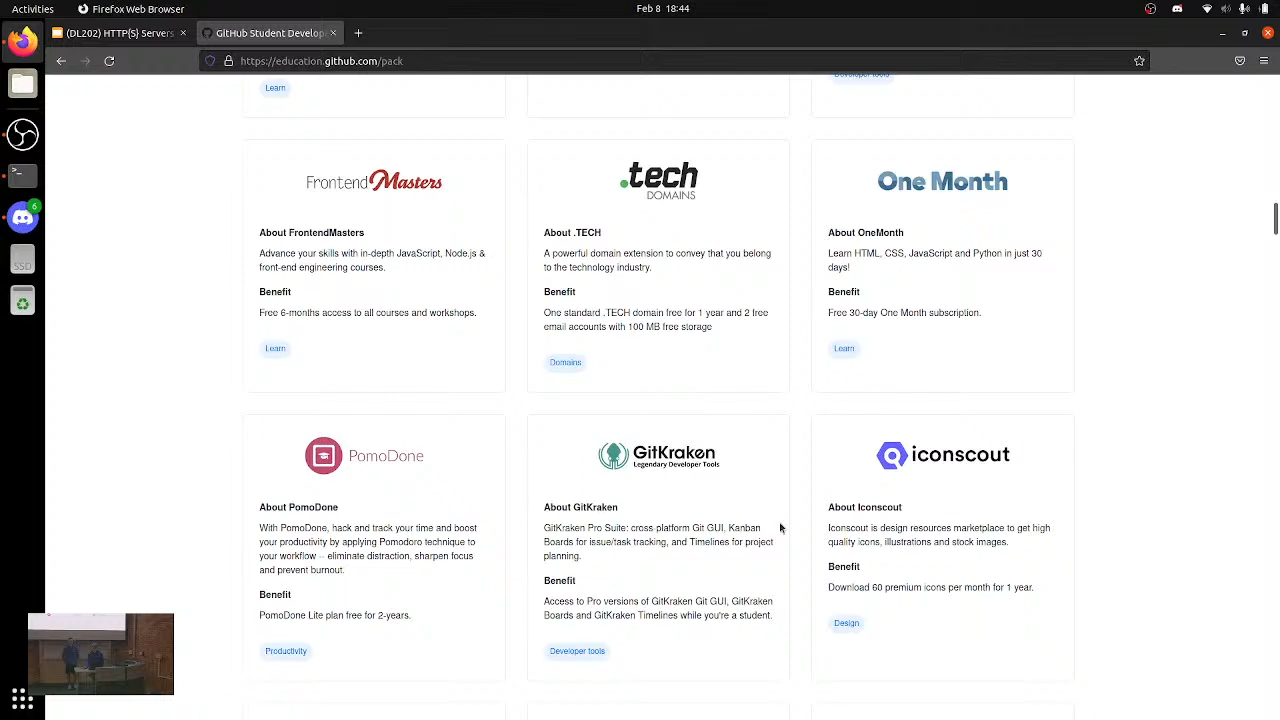 Activities
Firefox Web Browser
Feb 8 18:44
(DL202) HTTP(S) Servers
GitHub Student Develop
https://education.github.com/pack
6
SSD
Learn
Developer tools
Frontend Masters
About FrontendMasters
Advance your skills with in-depth JavaScript, Node.js &
front-end engineering courses.
Benefit
Free 6-months access to all courses and workshops.
Learn
.tech
DOMAINS
About .TECH
A powerful domain extension to convey that you belong
to the technology industry.
Benefit
One standard .TECH domain free for 1 year and 2 free
email accounts with 100 MB free storage
Domains
One Month
About OneMonth
Learn HTML, CSS, JavaScript and Python in just 30
days!
Benefit
Free 30-day One Month subscription.
Learn
PomoDone
About PomoDone
With PomoDone, hack and track your time and boost
your productivity by applying Pomodoro technique to
your workflow -- eliminate distraction, sharpen focus
and prevent burnout.
Benefit
PomoDone Lite plan free for 2-years.
Productivity
GitKraken
Legendary Developer Tools
About GitKraken
GitKraken Pro Suite: cross platform Git GUI, Kanban
Boards for issue/task tracking, and Timelines for project
planning.
Benefit
Access to Pro versions of GitKraken Git GUI, GitKraken
Boards and GitKraken Timelines while you're a student.
Developer tools
iconscout
About Iconscout
Iconscout is design resources marketplace to get high
quality icons, illustrations and stock images.
Benefit
Download 60 premium icons per month for 1 year.
Design